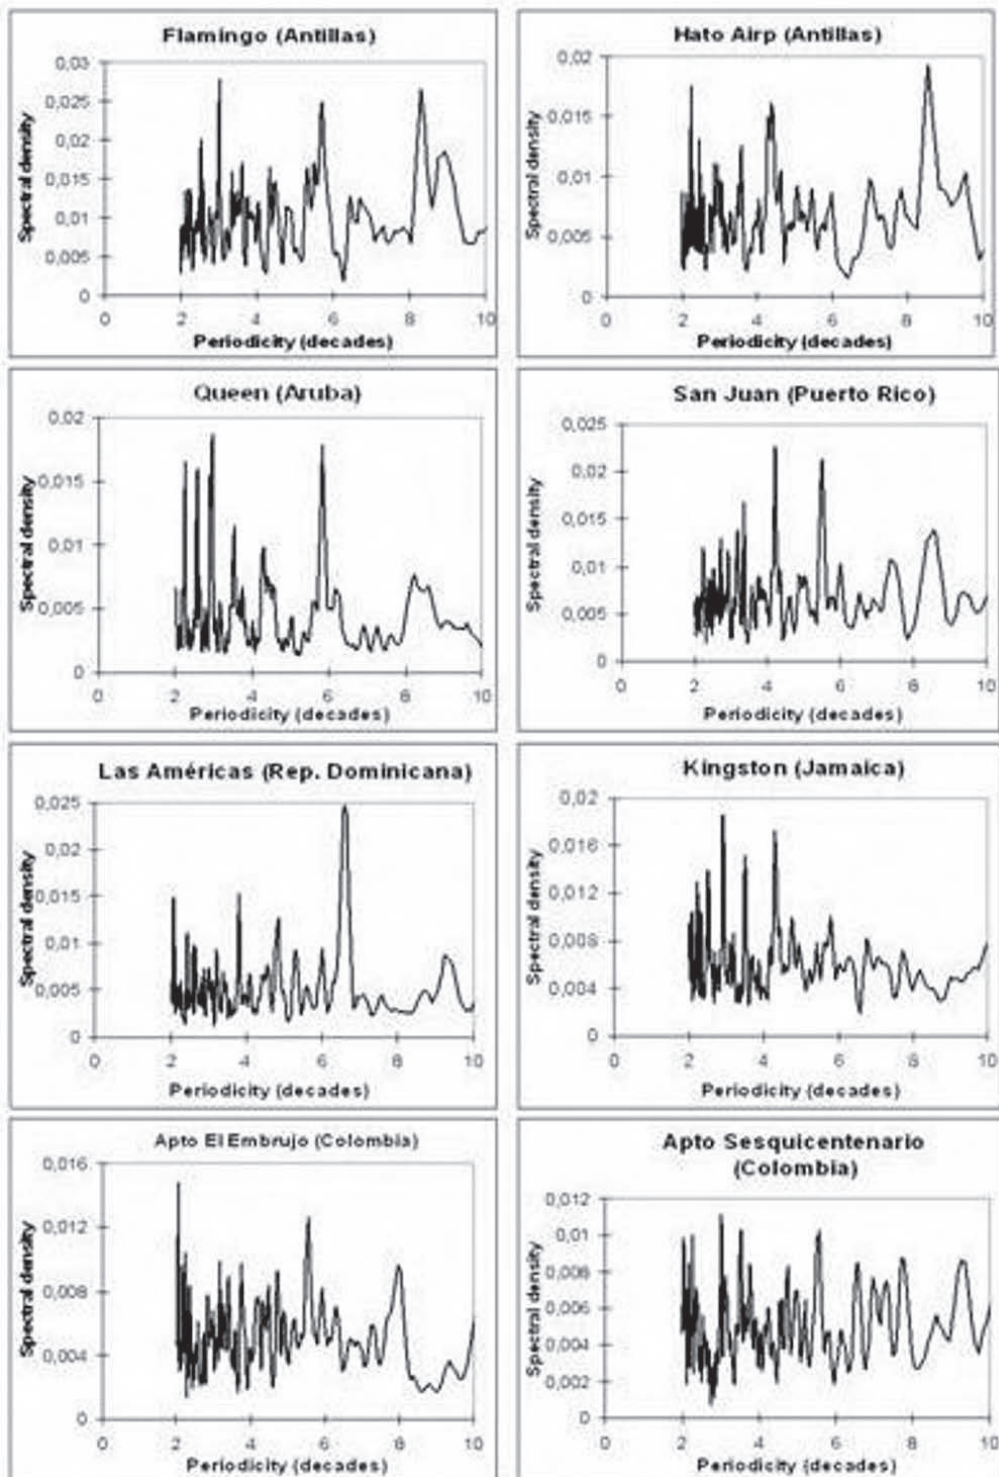 Flamingo (Antillas)
Spectral density
0,03
0,025
0,02
0,015
0,01
0,005
0
0 2 4 6 8 10
Periodicity (decades)
Hato Airp (Antillas)
Spectral density
0,02
0,015
0,01
0,005
0
0 2 4 6 8 10
Periodicity (decades)
Queen (Aruba)
Spectral density
0,02
0,015
0,01
0,005
0
0 2 4 6 8 10
Periodicity (decades)
San Juan (Puerto Rico)
Spectral density
0,025
0,02
0,015
0,01
0,005
0
0 2 4 6 8 10
Periodicity (decades)
Las Américas (Rep. Dominicana)
Spectral density
0,025
0,02
0,015
0,01
0,005
0
0 2 4 6 8 10
Periodicity (decades)
Kingston (Jamaica)
Spectral density
0,02
0,016
0,012
0,008
0,004
0
0 2 4 6 8 10
Periodicity (decades)
Apto El Embrujo (Colombia)
Spectral density
0,016
0,012
0,008
0,004
0
0 2 4 6 8 10
Periodicity (decades)
Apto Sesquicentenario
(Colombia)
Spectral density
0,012
0,01
0,008
0,006
0,004
0,002
0
0 2 4 6 8 10
Periodicity (decades)